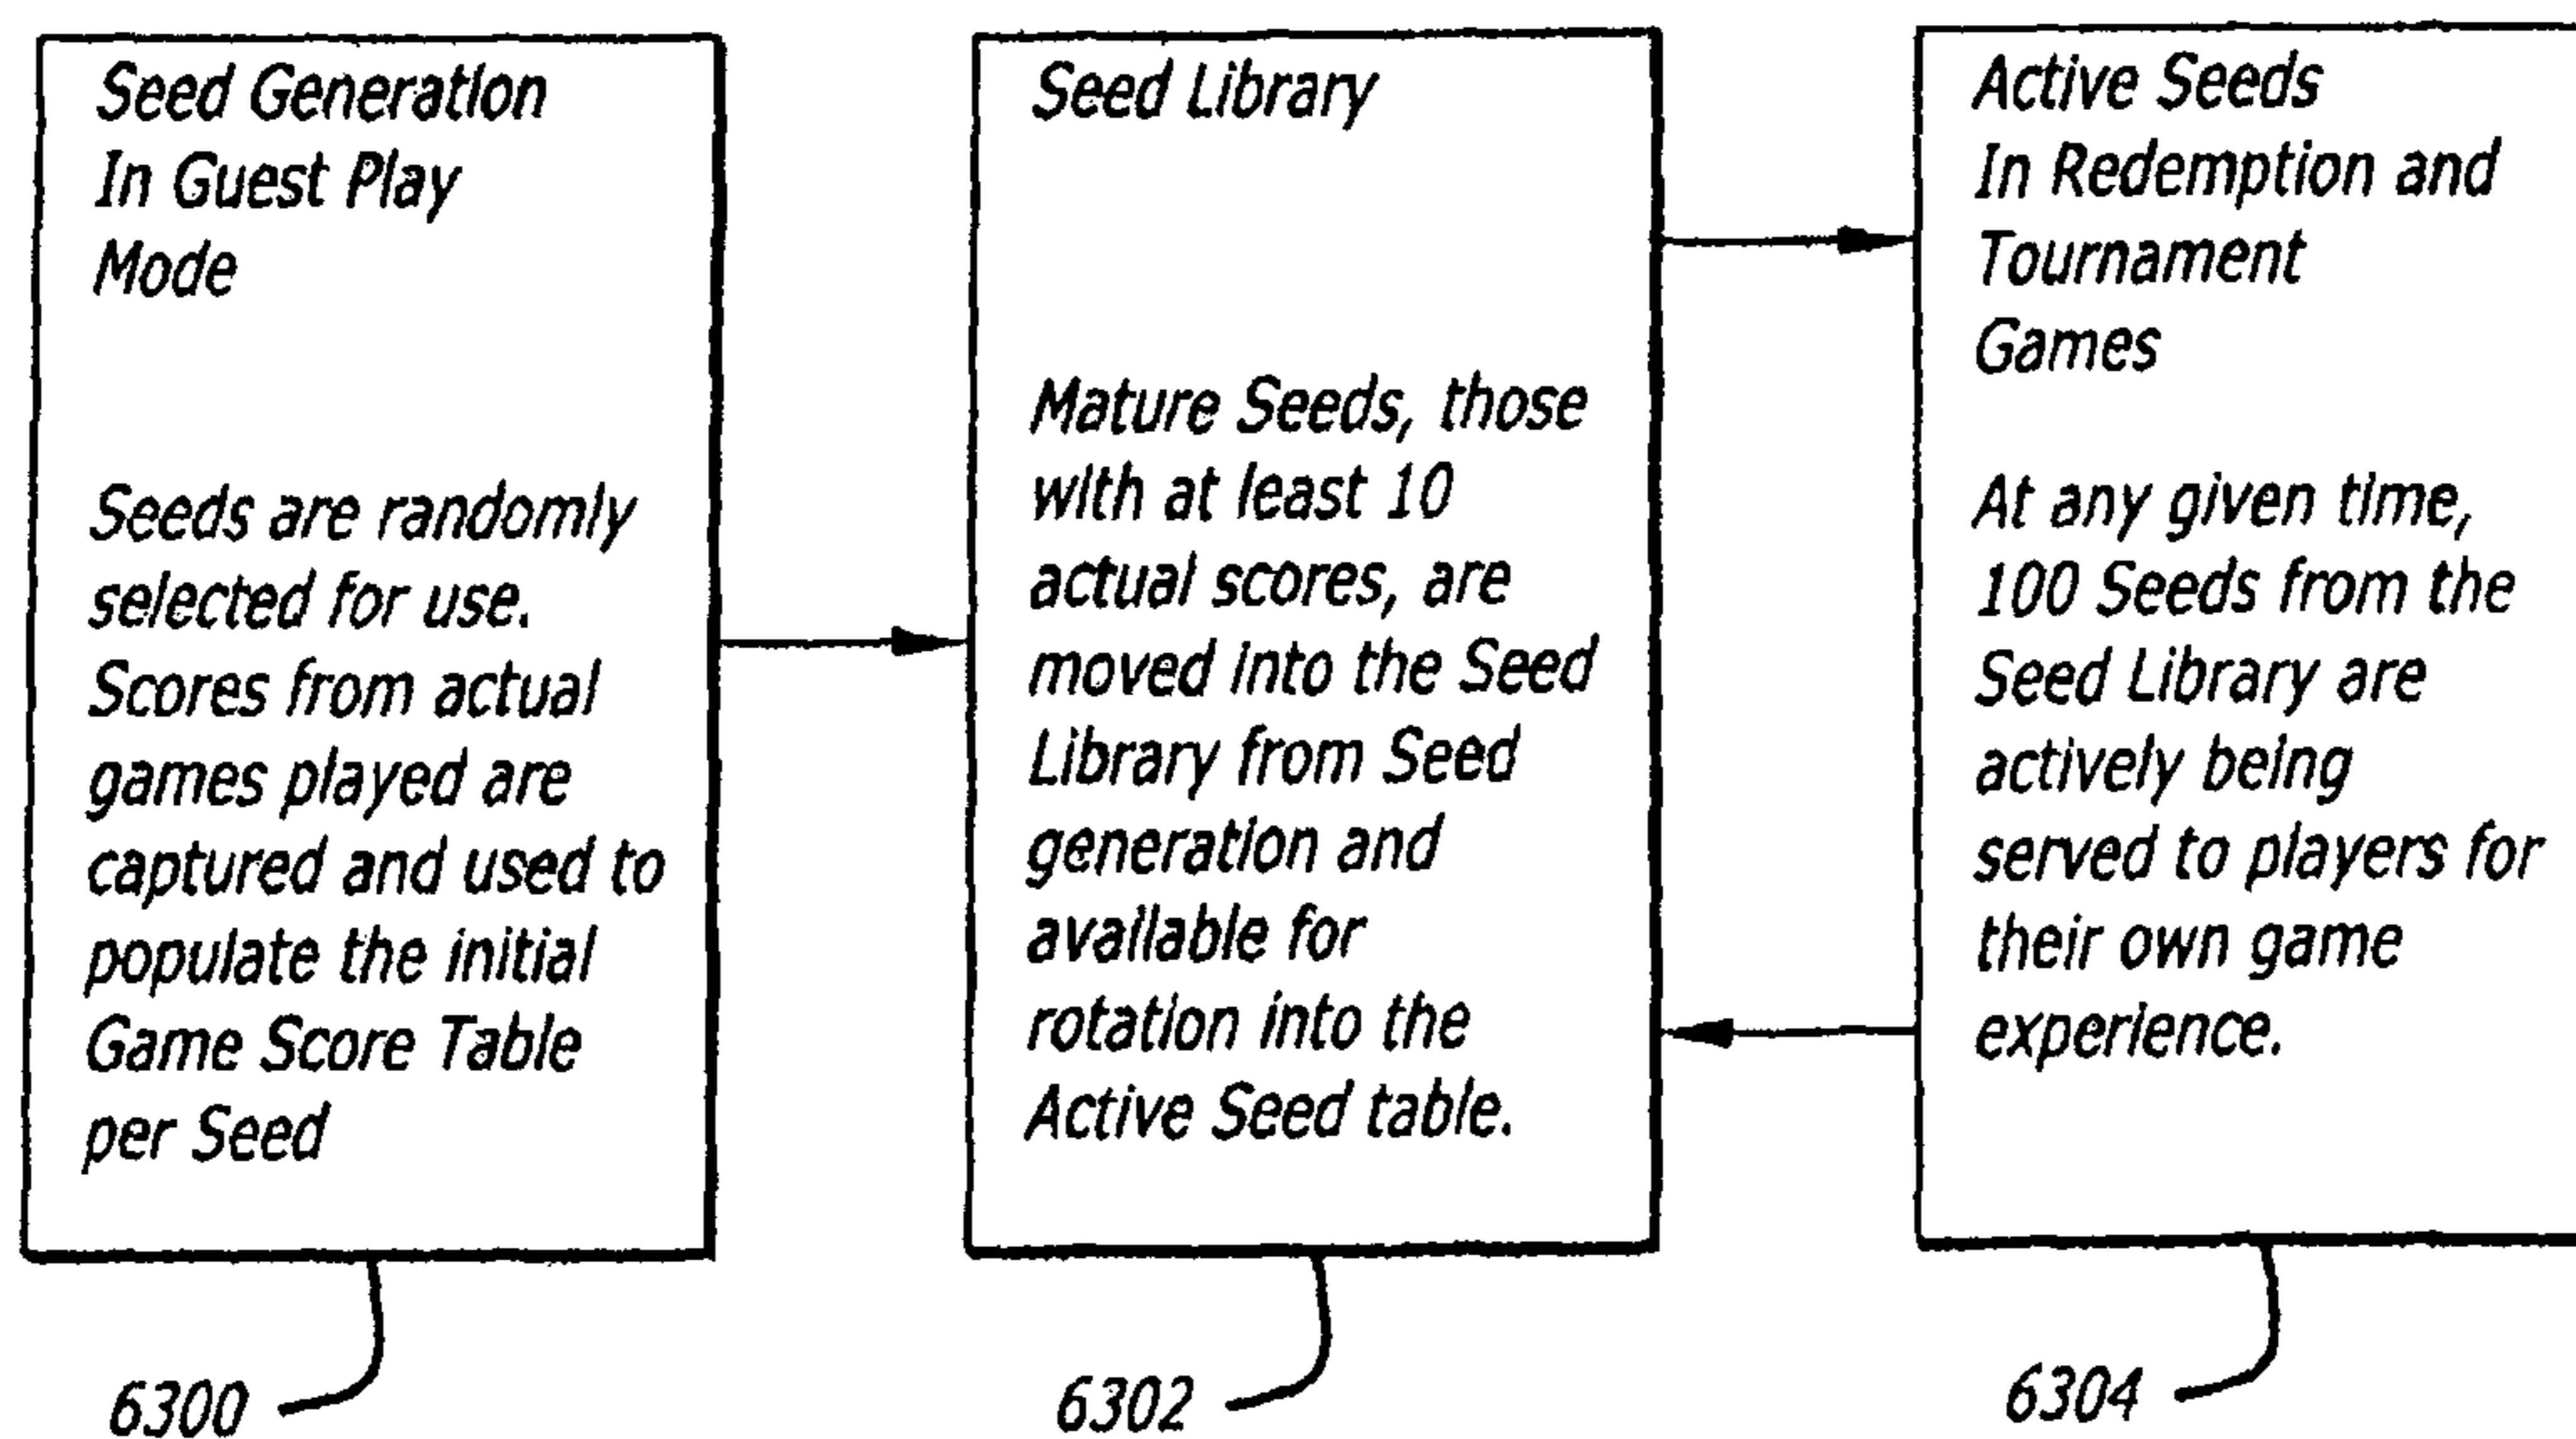 Seed Generation
In Guest Play
Mode
Seeds are randomly
selected for use.
Scores from actual
games played are
captured and used to
populate the initial
Game Score Table
per Seed
6300
Seed Library
Mature Seeds, those
with at least 10
actual scores, are
moved into the Seed
Library from Seed
generation and
available for
rotation into the
Active Seed table.
6302
Active Seeds
In Redemption and
Tournament
Games
At any given time,
100 Seeds from the
Seed Library are
actively being
served to players for
their own game
experience.
6304